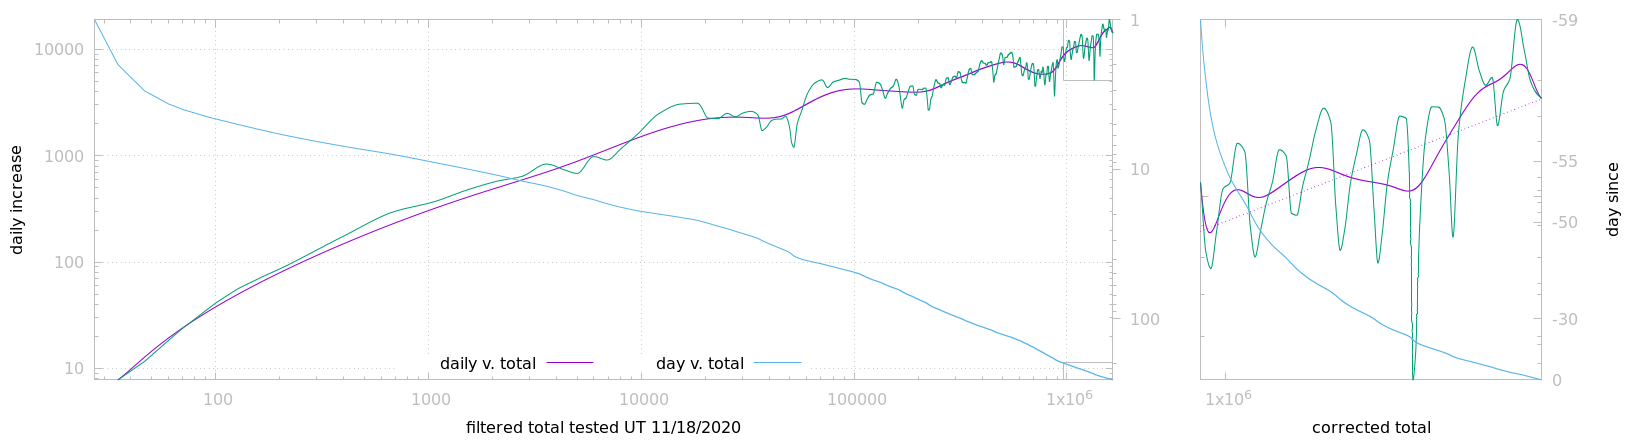 daily increase
10000
1000
100
10
100
1000
10000
100000
1x10⁶
1
10
100
daily v. total
day v. total
filtered total tested UT 11/18/2020
-59
-55
-50
-30
0
day since
1x10⁶
corrected total